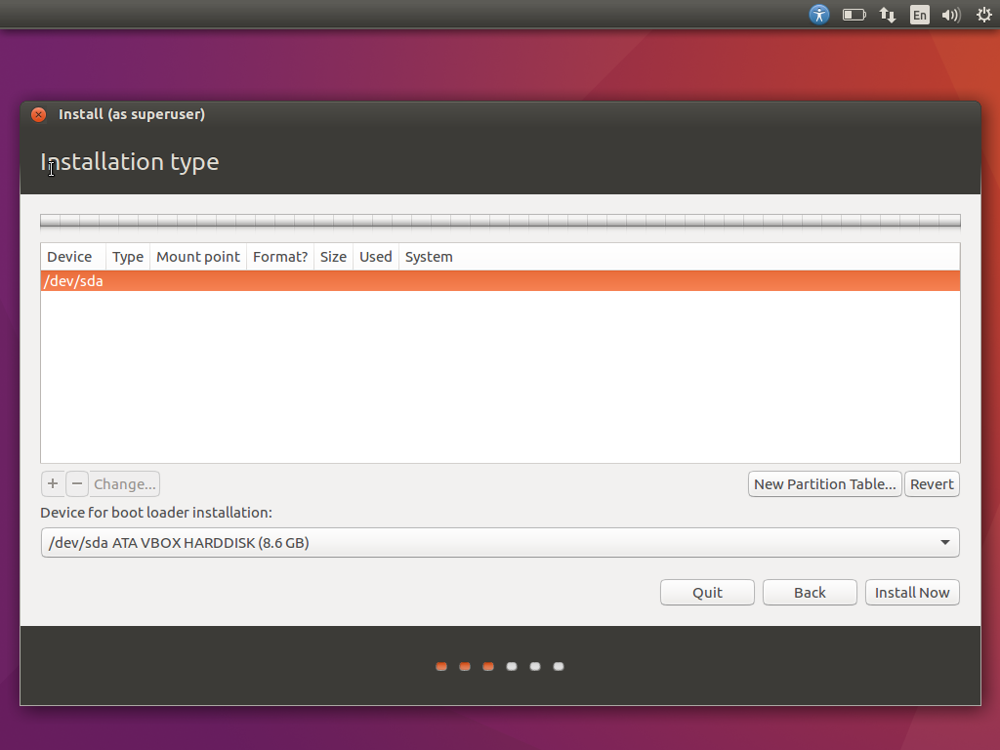 En
Install (as superuser)
Installation type
Device Type Mount point Format? Size Used System
/dev/sda
+ − Change... New Partition Table... Revert
Device for boot loader installation:
/dev/sda ATA VBOX HARDDISK (8.6 GB)
Quit Back Install Now